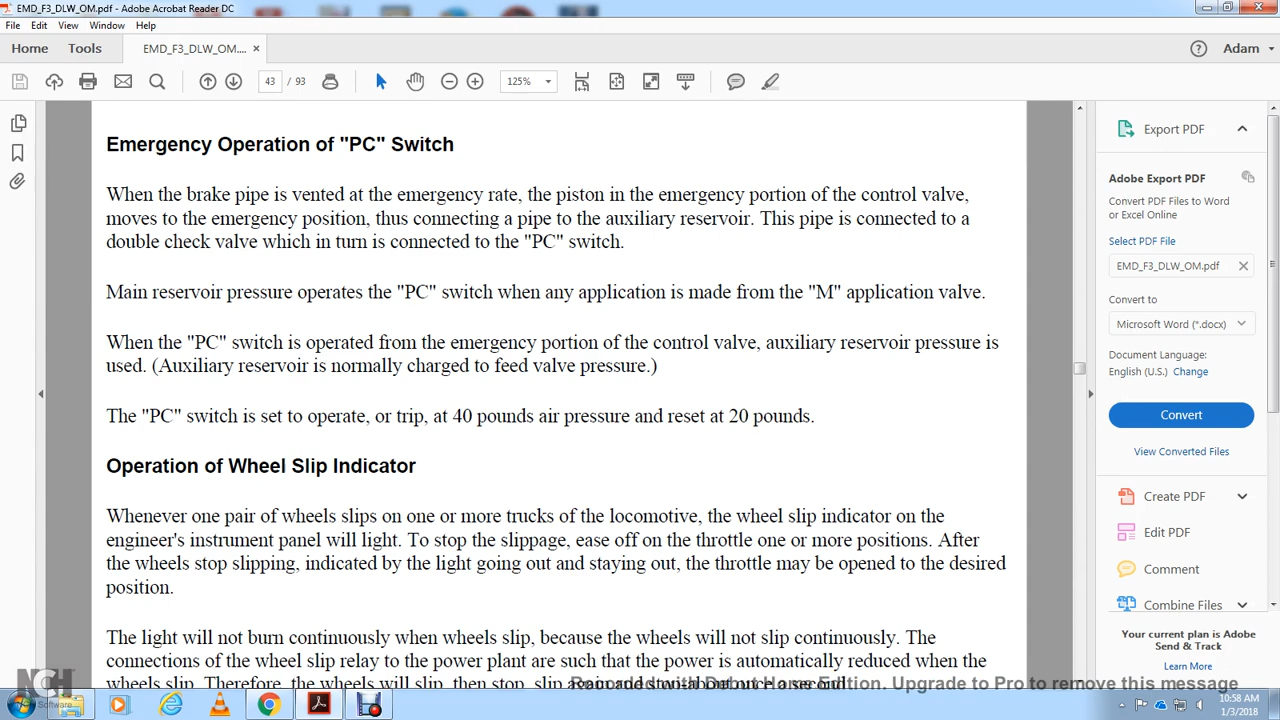 EMD_F3_DLW_OM.pdf - Adobe Acrobat Reader DC
File Edit View Window Help
Home Tools EMD_F3_DLW_OM.... × Adam
43 / 93 125%
Emergency Operation of "PC" Switch
When the brake pipe is vented at the emergency rate, the piston in the emergency portion of the control valve,
moves to the emergency position, thus connecting a pipe to the auxiliary reservoir. This pipe is connected to a
double check valve which in turn is connected to the "PC" switch.
Main reservoir pressure operates the "PC" switch when any application is made from the "M" application valve.
When the "PC" switch is operated from the emergency portion of the control valve, auxiliary reservoir pressure is
used. (Auxiliary reservoir is normally charged to feed valve pressure.)
The "PC" switch is set to operate, or trip, at 40 pounds air pressure and reset at 20 pounds.
Operation of Wheel Slip Indicator
Whenever one pair of wheels slips on one or more trucks of the locomotive, the wheel slip indicator on the
engineer's instrument panel will light. To stop the slippage, ease off on the throttle one or more positions. After
the wheels stop slipping, indicated by the light going out and staying out, the throttle may be opened to the desired
position.
The light will not burn continuously when wheels slip, because the wheels will not slip continuously. The
connections of the wheel slip relay to the power plant are such that the power is automatically reduced when the
wheels slip. Therefore, the wheels will slip, then stop, slip again and stop about once a second.
Export PDF
Adobe Export PDF
Convert PDF Files to Word
or Excel Online
Select PDF File
EMD_F3_DLW_OM.pdf
Convert to
Microsoft Word (*.docx)
Document Language:
English (U.S.) Change
Convert
View Converted Files
Create PDF
Edit PDF
Comment
Combine Files
Your current plan is Adobe
Send & Track
Learn More
NCH
Software
Recorded with Debut Home Edition. Upgrade to Pro to remove this message
10:58 AM
1/3/2018